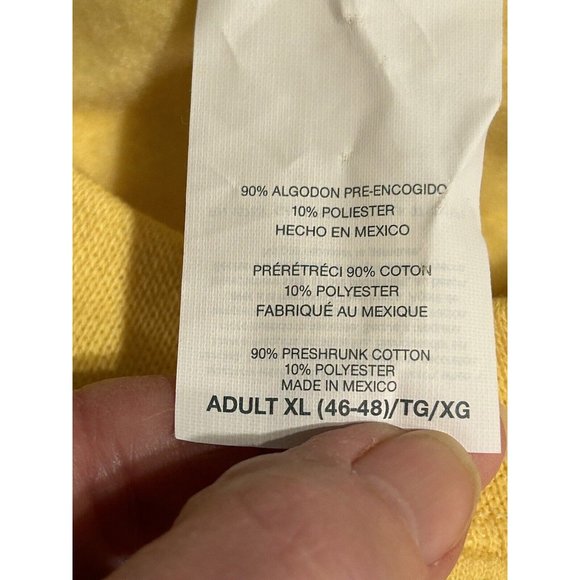 90% ALGODON PRE-ENCOGIDO
10% POLIESTER
HECHO EN MEXICO
PRÉRÉTRÉCI 90% COTON
10% POLYESTER
FABRIQUÉ AU MEXIQUE
90% PRESHRUNK COTTON
10% POLYESTER
MADE IN MEXICO
ADULT XL (46-48)/TG/XG